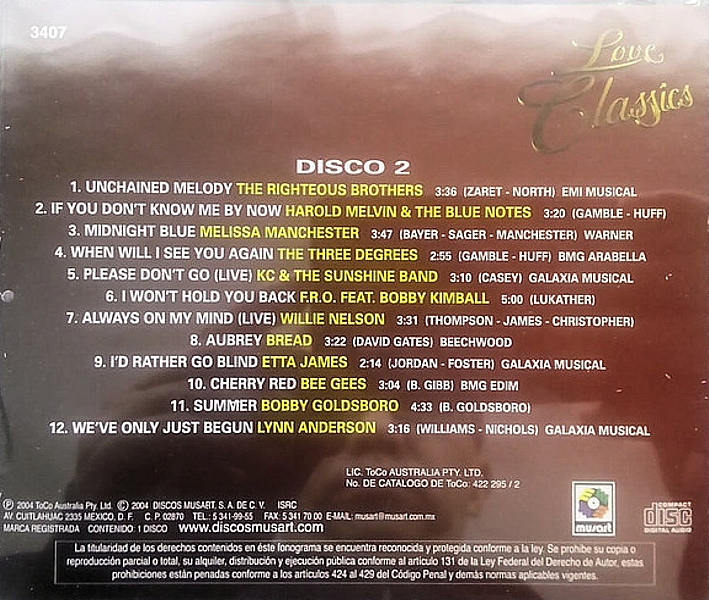 3407
Love
Classics
DISCO 2
1. UNCHAINED MELODY THE RIGHTEOUS BROTHERS 3:36 (ZARET - NORTH) EMI MUSICAL
2. IF YOU DON'T KNOW ME BY NOW HAROLD MELVIN & THE BLUE NOTES 3:20 (GAMBLE - HUFF)
3. MIDNIGHT BLUE MELISSA MANCHESTER 3:47 (BAYER - SAGER - MANCHESTER) WARNER
4. WHEN WILL I SEE YOU AGAIN THE THREE DEGREES 2:55 (GAMBLE - HUFF) BMG ARABELLA
5. PLEASE DON'T GO (LIVE) KC & THE SUNSHINE BAND 3:10 (CASEY) GALAXIA MUSICAL
6. I WON'T HOLD YOU BACK F.R.O. FEAT. BOBBY KIMBALL 5:00 (LUKATHER)
7. ALWAYS ON MY MIND (LIVE) WILLIE NELSON 3:31 (THOMPSON - JAMES - CHRISTOPHER)
8. AUBREY BREAD 3:22 (DAVID GATES) BEECHWOOD
9. I'D RATHER GO BLIND ETTA JAMES 2:14 (JORDAN - FOSTER) GALAXIA MUSICAL
10. CHERRY RED BEE GEES 3:04 (B. GIBB) BMG EDIM
11. SUMMER BOBBY GOLDSBORO 4:33 (B. GOLDSBORO)
12. WE'VE ONLY JUST BEGUN LYNN ANDERSON 3:16 (WILLIAMS - NICHOLS) GALAXIA MUSICAL
LIC. ToCo AUSTRALIA PTY. LTD.
No. DE CATALOGO DE ToCo: 422 295 / 2
℗ 2004 ToCo Australia Pty. Ltd. © 2004 DISCOS MUSART, S. A. DE C. V. ISRC
AV. CUITLAHUAC 2335 MEXICO, D. F. C. P. 02870 TEL.: 5 341-99-55 FAX. 5 341 70 00 E-MAIL: musart@musart.com.mx
MARCA REGISTRADA CONTENIDO: 1 DISCO www.discosmusart.com
musart
COMPACT
disc
DIGITAL AUDIO
La titularidad de los derechos contenidos en éste fonograma se encuentra reconocida y protegida conforme a la ley. Se prohibe su copia o
reproducción parcial o total, su alquiler, distribución y ejecución pública conforme al artículo 131 de la Ley Federal del Derecho de Autor, estas
prohibiciones están penadas conforme a los artículos 424 al 429 del Código Penal y demás normas aplicables vigentes.